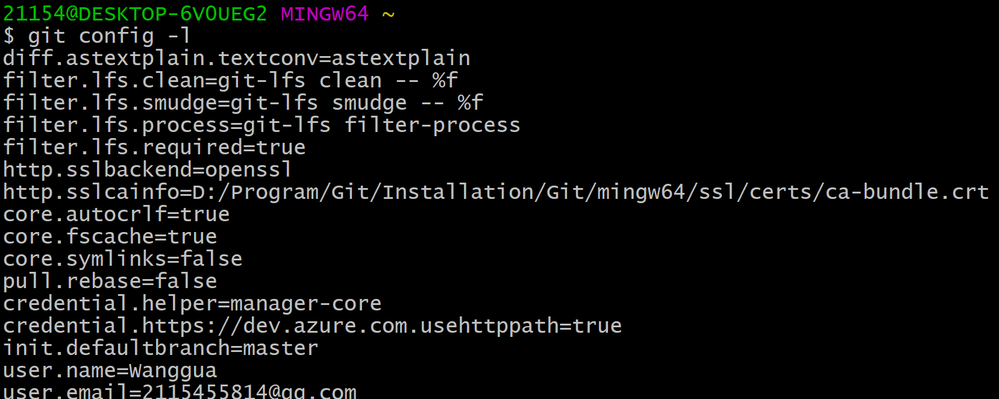 21154@DESKTOP-6V0UEG2 MINGW64 ~
$ git config -l
diff.astextplain.textconv=astextplain
filter.lfs.clean=git-lfs clean -- %f
filter.lfs.smudge=git-lfs smudge -- %f
filter.lfs.process=git-lfs filter-process
filter.lfs.required=true
http.sslbackend=openssl
http.sslcainfo=D:/Program/Git/Installation/Git/mingw64/ssl/certs/ca-bundle.crt
core.autocrlf=true
core.fscache=true
core.symlinks=false
pull.rebase=false
credential.helper=manager-core
credential.https://dev.azure.com.usehttppath=true
init.defaultbranch=master
user.name=Wanggua
user.email=2115455814@qq.com